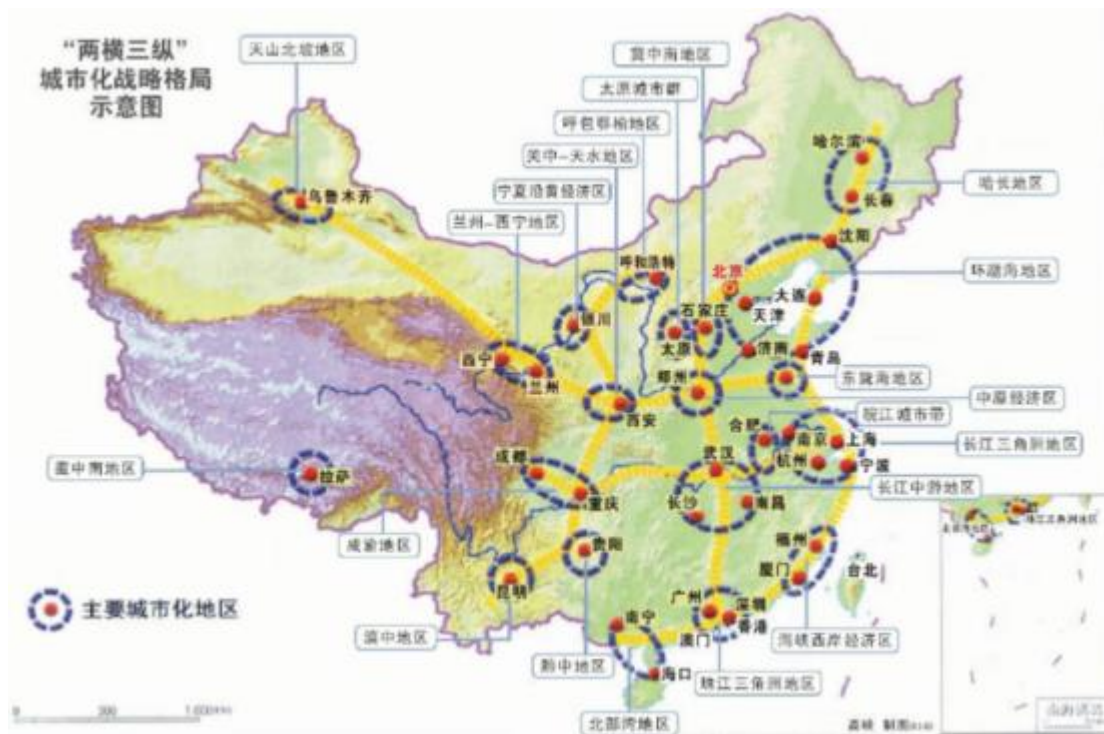 “两横三纵”
城市化战略格局
示意图
天山北坡地区
冀中南地区
太原城市群
呼包鄂榆地区
关中-天水地区
宁夏沿黄经济区
兰州-西宁地区
哈尔滨
哈长地区
长春
沈阳
乌鲁木齐
呼和浩特
北京
环渤海地区
大连
天津
石家庄
银川
太原
济南
青岛
西宁
兰州
郑州
东陇海地区
中原经济区
西安
皖江城市带
合肥
南京
上海
长江三角洲地区
武汉
杭州
宁波
成都
藏中南地区
拉萨
重庆
长沙
南昌
长江中游地区
成渝地区
贵阳
福州
厦门
台北
昆明
主要城市化地区
广州
深圳
香港
澳门
南宁
海峡西岸经济区
滇中地区
黔中地区
海口
珠江三角洲地区
北部湾地区
0